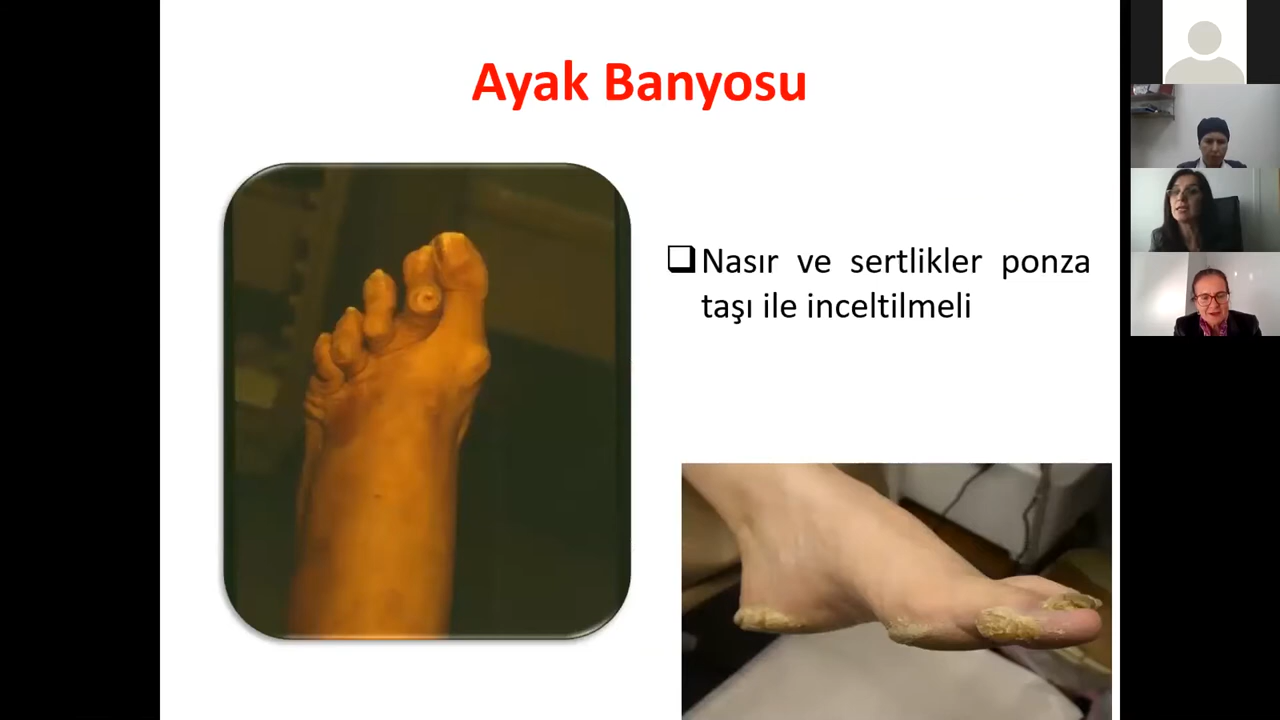 Ayak Banyosu
Nasır ve sertlikler ponza
taşı ile inceltilmeli